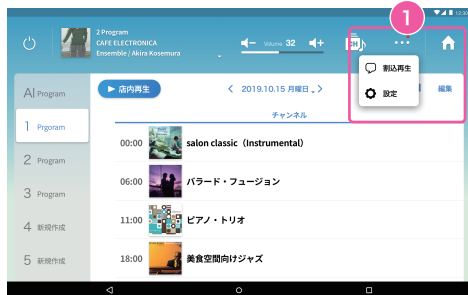 1
12:30
2 Program
CAFE ELECTRONICA
Ensemble / Akira Kosemura
Volume 32
CH
割込再生
設定
AI Program
店内再生
2019.10.15 月曜日
編集
チャンネル
1 Prgoram
00:00 salon classic（Instrumental）
2 Program
06:00 バラード・フュージョン
3 Program
11:00 ピアノ・トリオ
4 新規作成
18:00 美食空間向けジャズ
5 新規作成